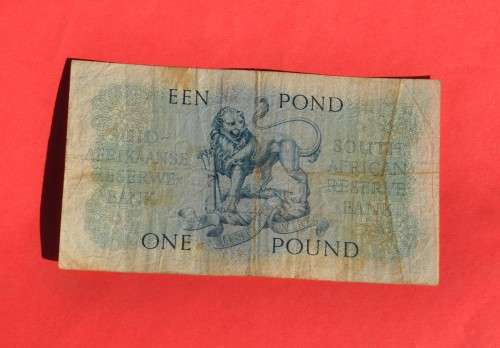 EEN POND
SUID-
AFRIKAANSE
RESERWE-
BANK
SOUTH
AFRICAN
RESERVE
BANK
ONE POUND